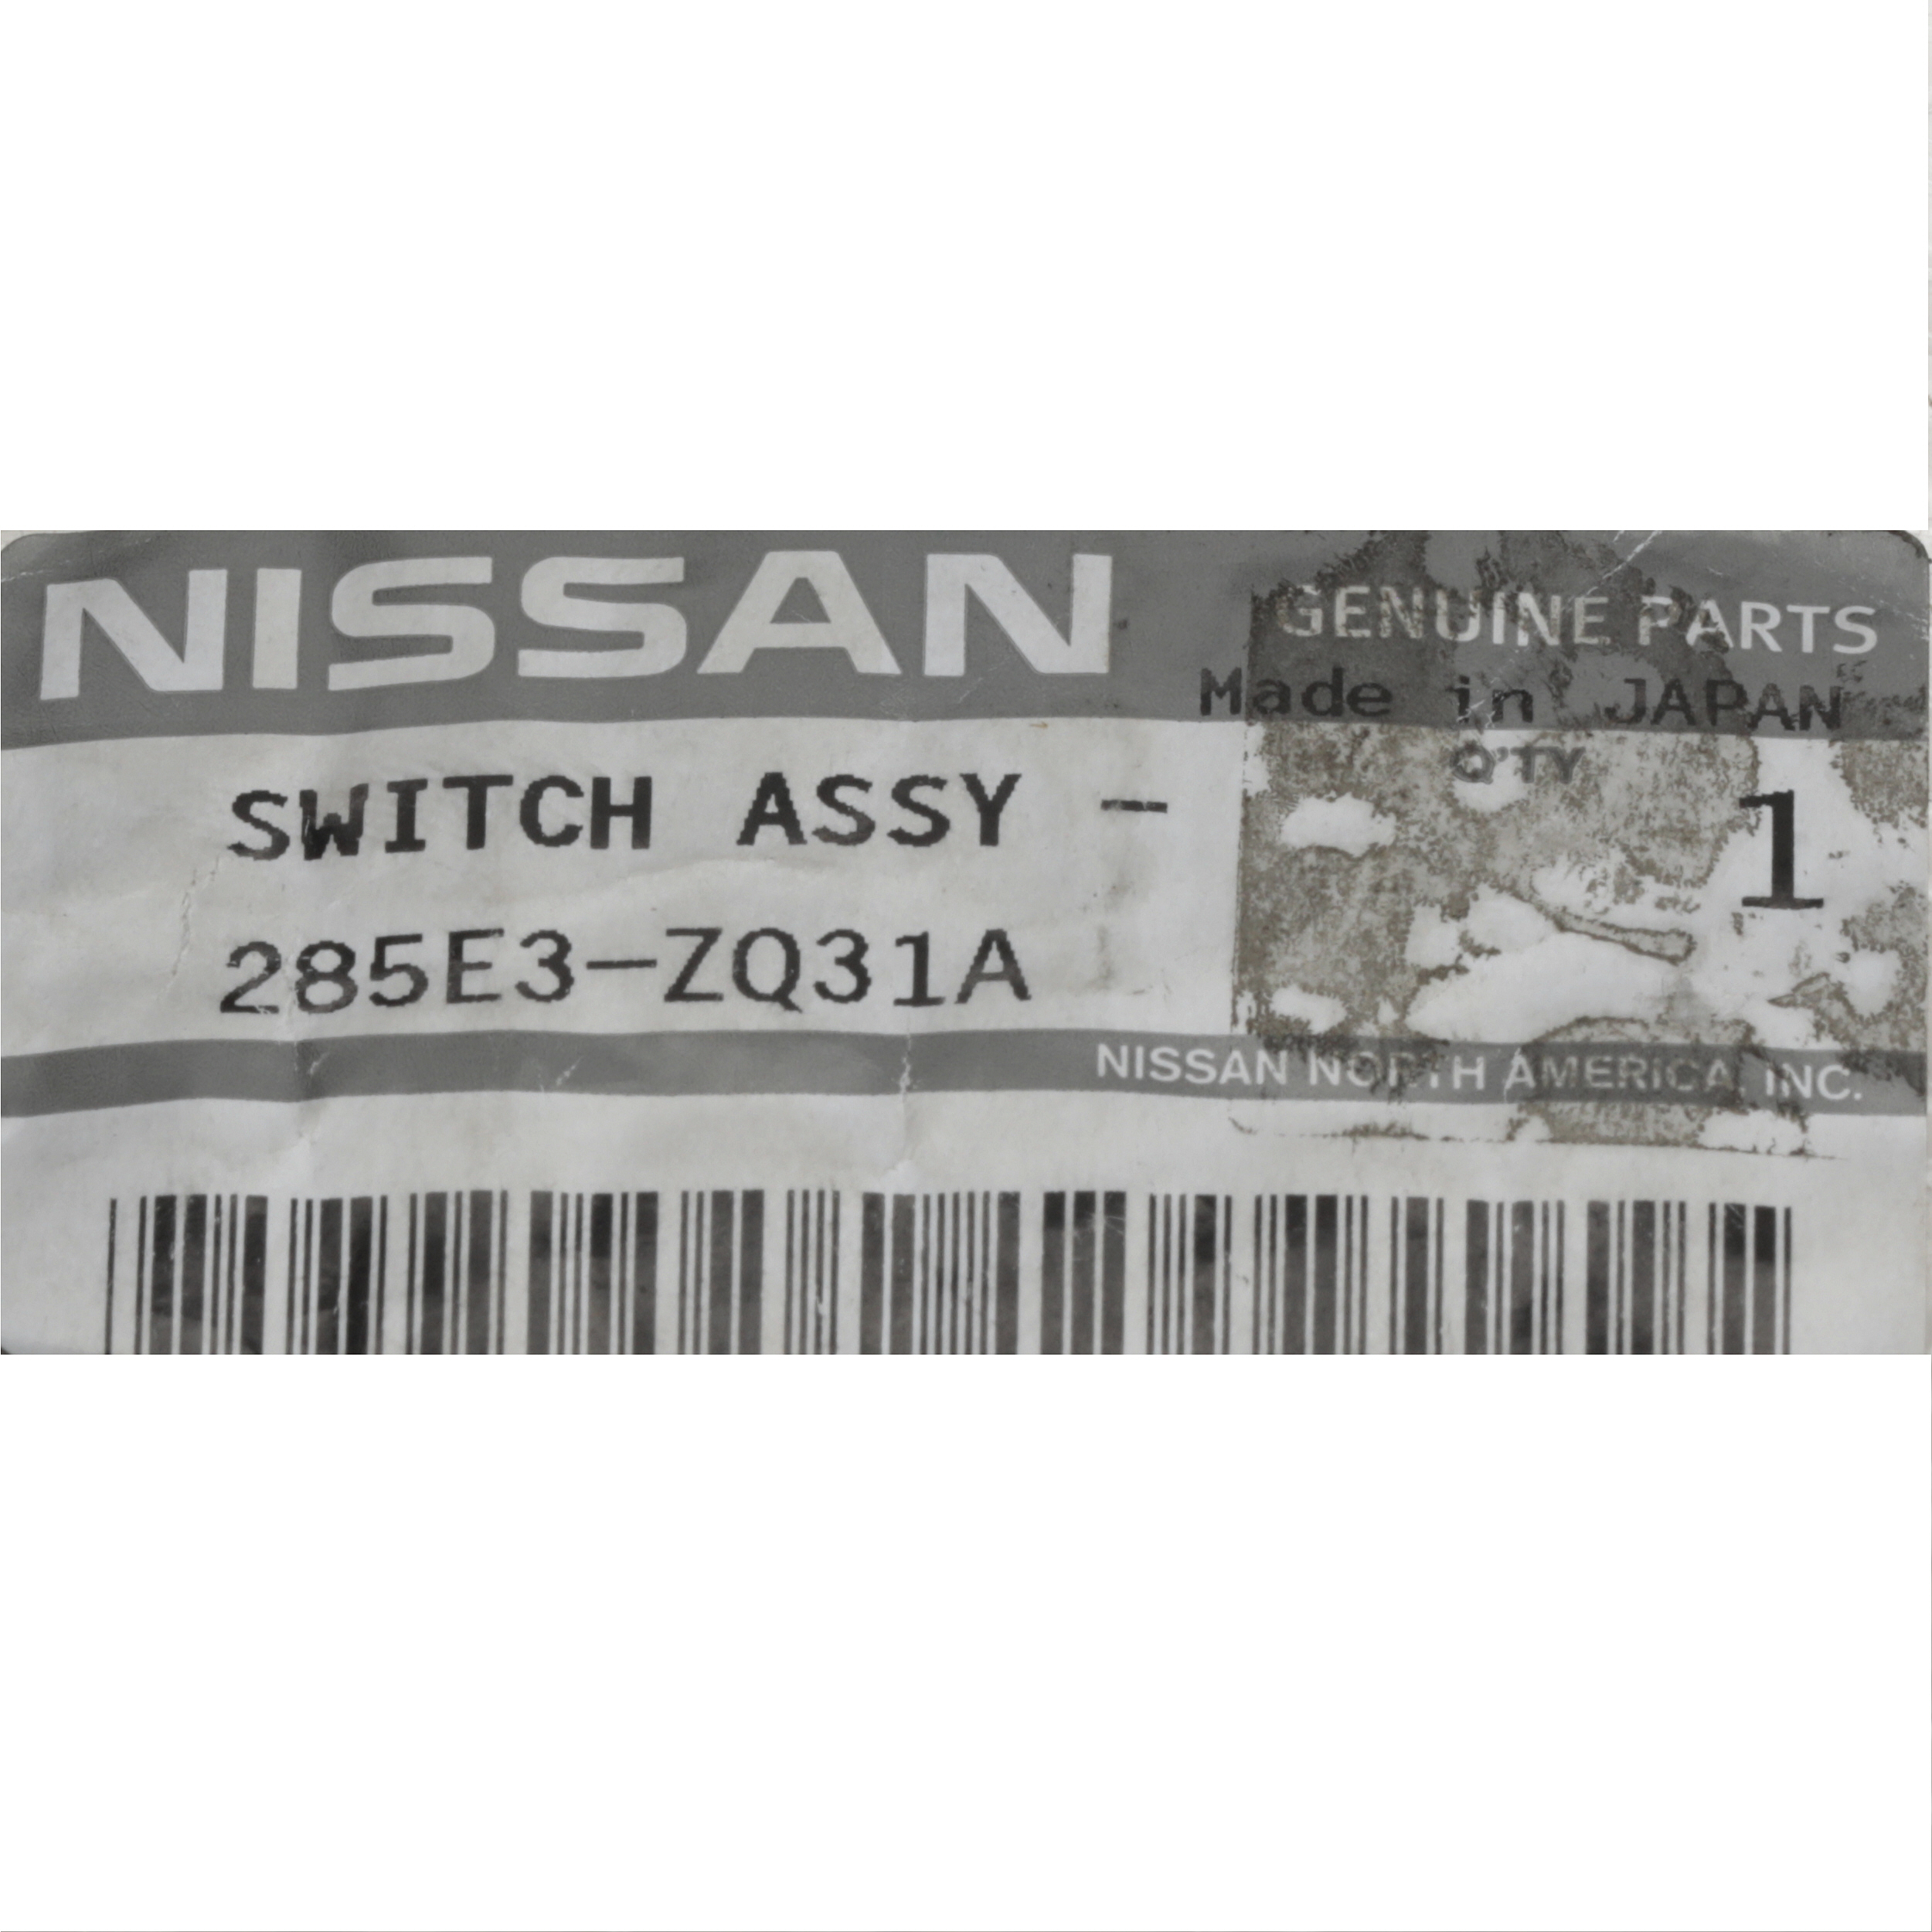 NISSAN
GENUINE PARTS
Made in JAPAN
Q'TY
SWITCH ASSY -
1
285E3-ZQ31A
NISSAN NORTH AMERICA, INC.